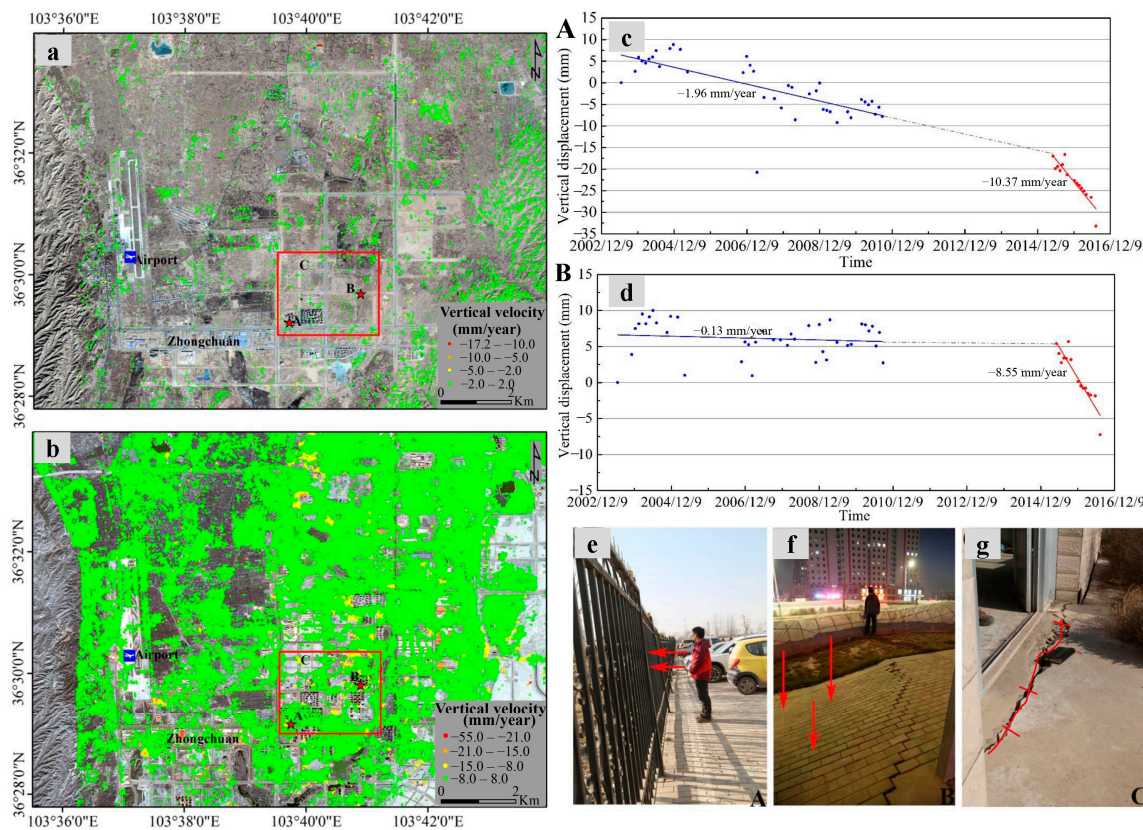 103°36'0"E 103°38'0"E 103°40'0"E 103°42'0"E
a
N
36°32'0"N
36°30'0"N
36°28'0"N
Airport
C
B
A
Zhongchuan
Vertical velocity
(mm/year)
−17.2 – −10.0
−10.0 – −5.0
−5.0 – −2.0
−2.0 – 2.0
0 2
Km
b
N
36°32'0"N
36°30'0"N
36°28'0"N
Airport
C
B
A
Zhongchuan
Vertical velocity
(mm/year)
−55.0 – −21.0
−21.0 – −15.0
−15.0 – −8.0
−8.0 – 8.0
0 2
Km
103°36'0"E 103°38'0"E 103°40'0"E 103°42'0"E
A
c
Vertical displacement (mm)
10
5
0
−5
−10
−15
−20
−25
−30
−35
−1.96 mm/year
−10.37 mm/year
2002/12/9 2004/12/9 2006/12/9 2008/12/9 2010/12/9 2012/12/9 2014/12/9 2016/12/9
Time
B
d
Vertical displacement (mm)
15
10
5
0
−5
−10
−15
−0.13 mm/year
−8.55 mm/year
2002/12/9 2004/12/9 2006/12/9 2008/12/9 2010/12/9 2012/12/9 2014/12/9 2016/12/9
Time
e
A
f
B
g
C